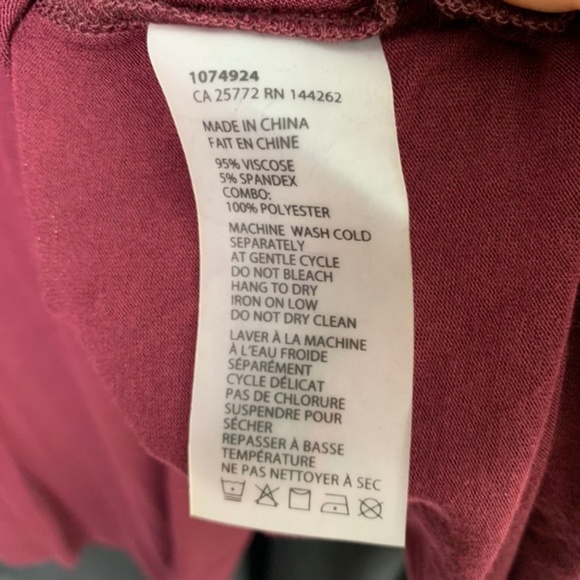 1074924
CA 25772 RN 144262
MADE IN CHINA
FAIT EN CHINE
95% VISCOSE
5% SPANDEX
COMBO:
100% POLYESTER
MACHINE WASH COLD
SEPARATELY
AT GENTLE CYCLE
DO NOT BLEACH
HANG TO DRY
IRON ON LOW
DO NOT DRY CLEAN
LAVER À LA MACHINE
À L'EAU FROIDE
SÉPARÉMENT
CYCLE DÉLICAT
PAS DE CHLORURE
SUSPENDRE POUR
SÉCHER
REPASSER À BASSE
TEMPÉRATURE
NE PAS NETTOYER À SEC